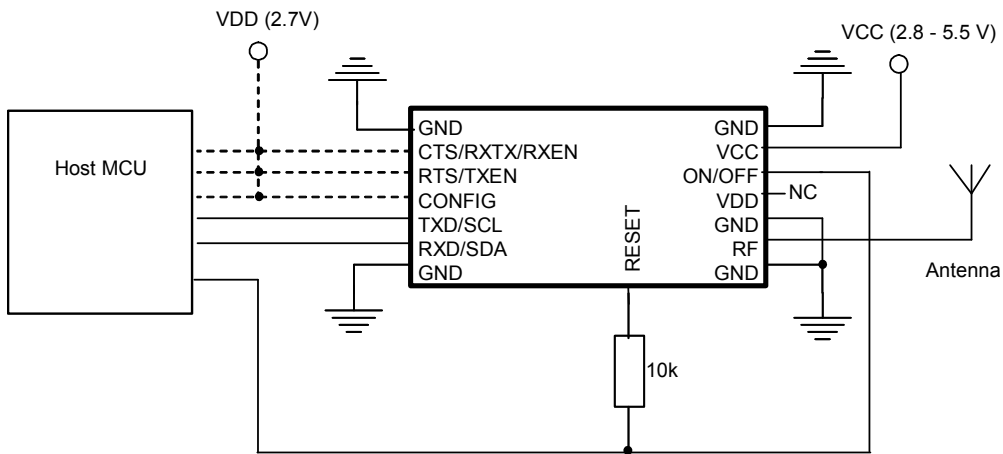 VDD (2.7V)
VCC (2.8 - 5.5 V)
Host MCU
GND
CTS/RXTX/RXEN
RTS/TXEN
CONFIG
TXD/SCL
RXD/SDA
GND
RESET
GND
VCC
ON/OFF
VDD
GND
RF
GND
NC
Antenna
10k